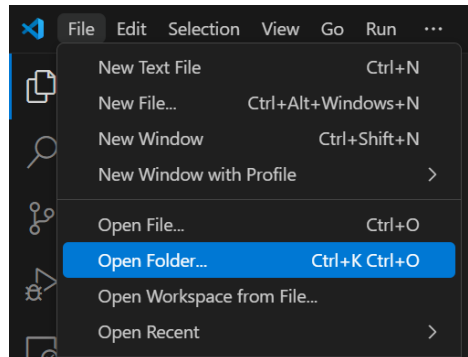 File Edit Selection View Go Run ···
New Text File Ctrl+N
New File... Ctrl+Alt+Windows+N
New Window Ctrl+Shift+N
New Window with Profile >
Open File... Ctrl+O
Open Folder... Ctrl+K Ctrl+O
Open Workspace from File...
Open Recent >